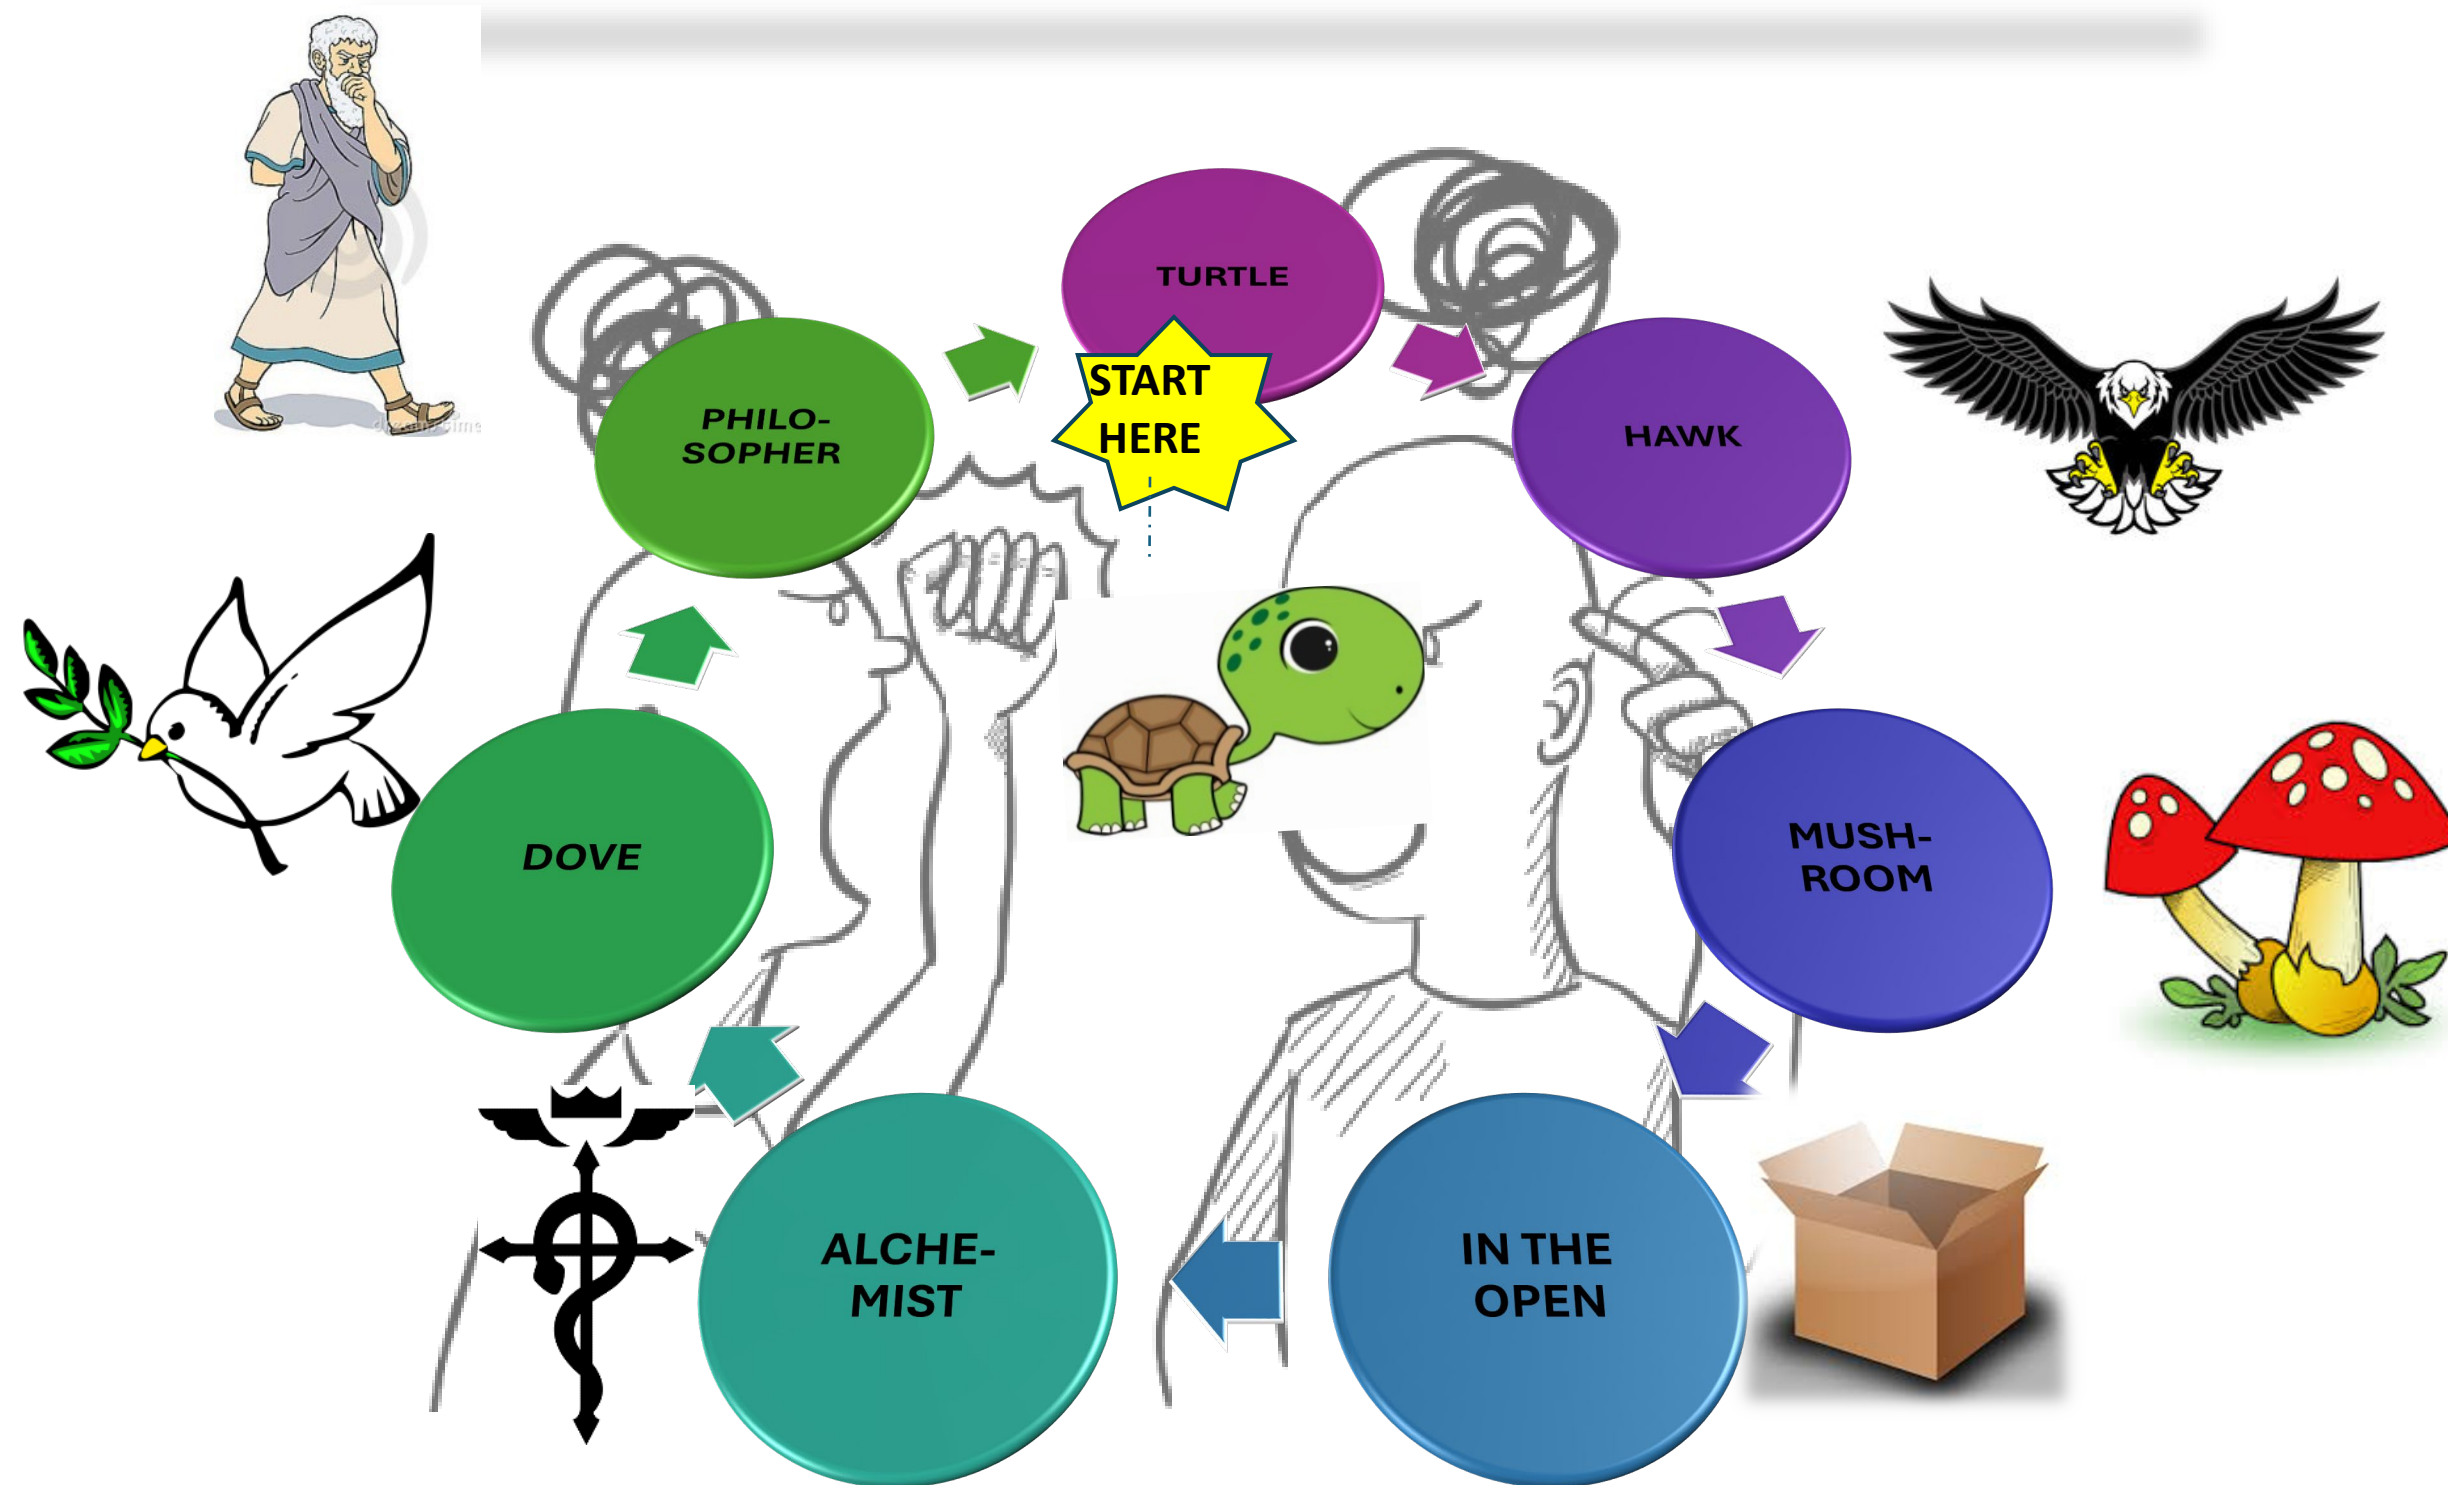 TURTLE
START
HERE
HAWK
MUSH-
ROOM
IN THE
OPEN
ALCHE-
MIST
DOVE
PHILO-
SOPHER